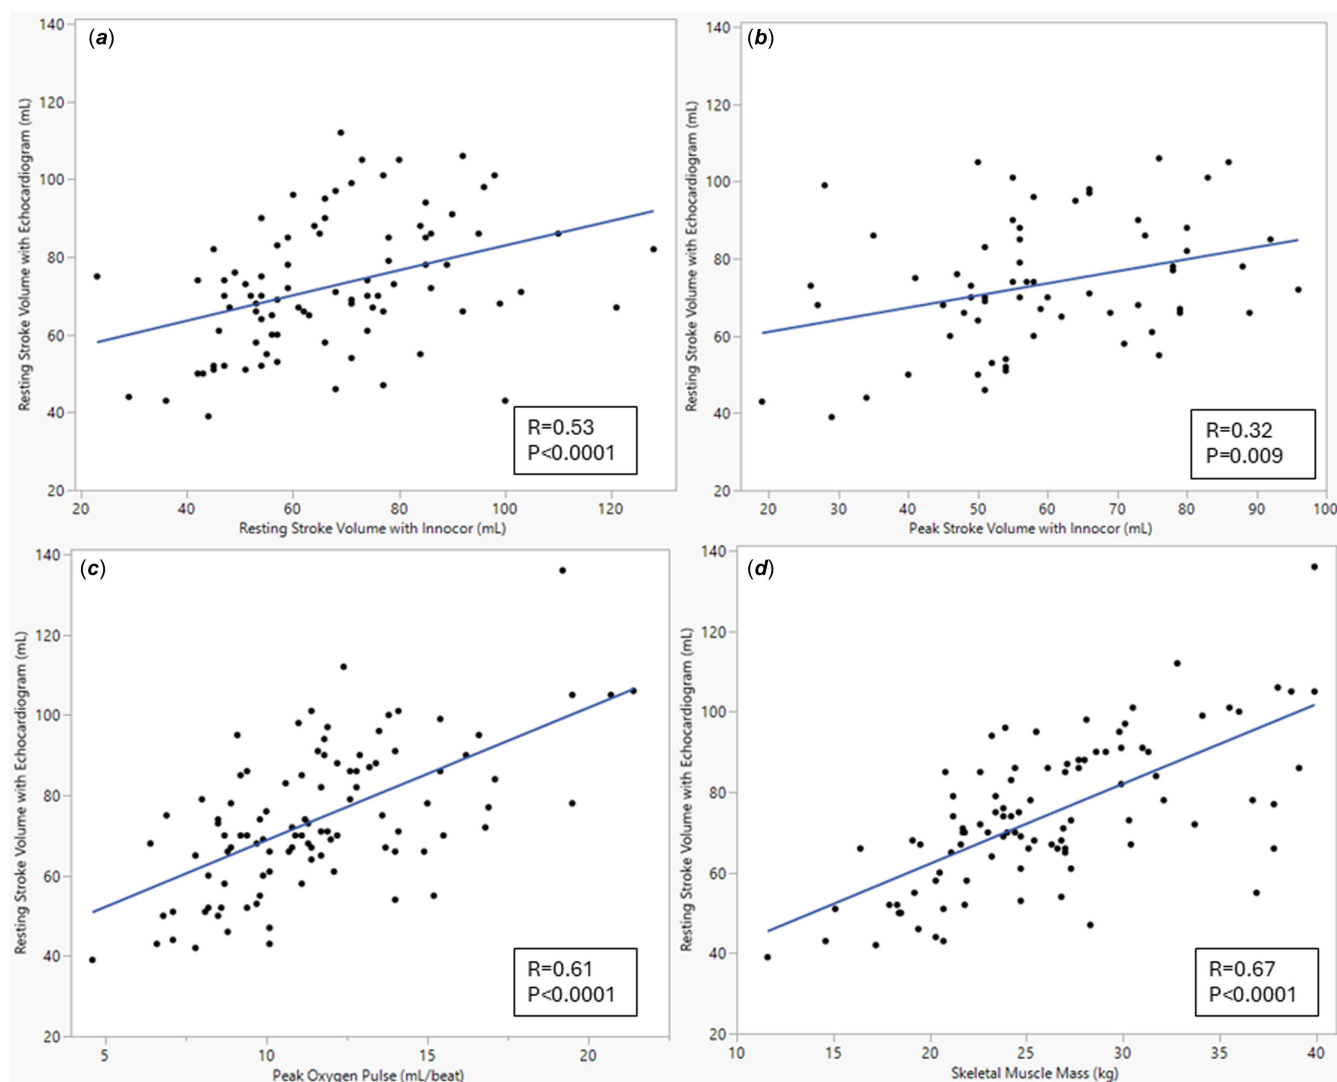 (a)
140
120
100
80
60
40
20
Resting Stroke Volume with Echocardiogram (mL)
R=0.53
P<0.0001
20 40 60 80 100 120
Resting Stroke Volume with Innocor (mL)
(b)
140
120
100
80
60
40
20
Resting Stroke Volume with Echocardiogram (mL)
R=0.32
P=0.009
20 30 40 50 60 70 80 90 100
Peak Stroke Volume with Innocor (mL)
(c)
140
120
100
80
60
40
20
Resting Stroke Volume with Echocardiogram (mL)
R=0.61
P<0.0001
5 10 15 20
Peak Oxygen Pulse (mL/beat)
(d)
140
120
100
80
60
40
20
Resting Stroke Volume with Echocardiogram (mL)
R=0.67
P<0.0001
10 15 20 25 30 35 40
Skeletal Muscle Mass (kg)